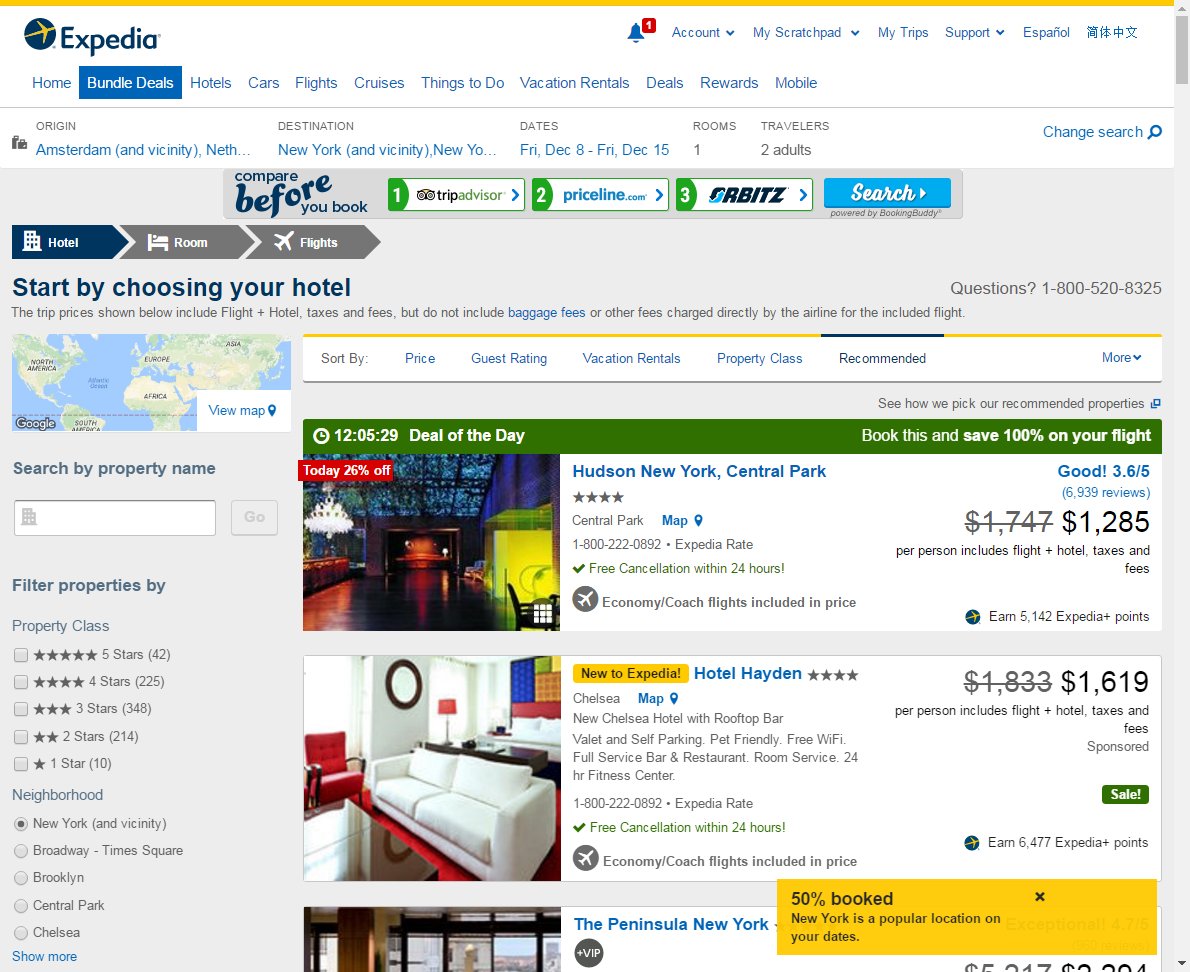 Expedia
1
Account
My Scratchpad
My Trips
Support
Español
简体中文
Home
Bundle Deals
Hotels
Cars
Flights
Cruises
Things to Do
Vacation Rentals
Deals
Rewards
Mobile
ORIGIN
Amsterdam (and vicinity), Neth...
DESTINATION
New York (and vicinity),New Yo...
DATES
Fri, Dec 8 - Fri, Dec 15
ROOMS
1
TRAVELERS
2 adults
Change search
compare
before
you book
1 tripadvisor
2 priceline.com
3 ORBITZ
Search
powered by BookingBuddy
Hotel
Room
Flights
Start by choosing your hotel
Questions? 1-800-520-8325
The trip prices shown below include Flight + Hotel, taxes and fees, but do not include baggage fees or other fees charged directly by the airline for the included flight.
NORTH
AMERICA
Atlantic
Ocean
EUROPE
ASIA
AFRICA
SOUTH
AMERICA
Google
View map
Search by property name
Go
Filter properties by
Property Class
★★★★★ 5 Stars (42)
★★★★ 4 Stars (225)
★★★ 3 Stars (348)
★★ 2 Stars (214)
★ 1 Star (10)
Neighborhood
New York (and vicinity)
Broadway - Times Square
Brooklyn
Central Park
Chelsea
Show more
Sort By:
Price
Guest Rating
Vacation Rentals
Property Class
Recommended
More
See how we pick our recommended properties
12:05:29 Deal of the Day
Book this and save 100% on your flight
Today 26% off
Hudson New York, Central Park
★★★★
Central Park Map
1-800-222-0892 • Expedia Rate
Free Cancellation within 24 hours!
Economy/Coach flights included in price
Good! 3.6/5
(6,939 reviews)
$1,747 $1,285
per person includes flight + hotel, taxes and
fees
Earn 5,142 Expedia+ points
New to Expedia! Hotel Hayden ★★★★
Chelsea Map
New Chelsea Hotel with Rooftop Bar
Valet and Self Parking. Pet Friendly. Free WiFi.
Full Service Bar & Restaurant. Room Service. 24
hr Fitness Center.
1-800-222-0892 • Expedia Rate
Free Cancellation within 24 hours!
Economy/Coach flights included in price
$1,833 $1,619
per person includes flight + hotel, taxes and
fees
Sponsored
Sale!
Earn 6,477 Expedia+ points
The Peninsula New York
+VIP
Exceptional! 4.7/5
50% booked
New York is a popular location on
your dates.